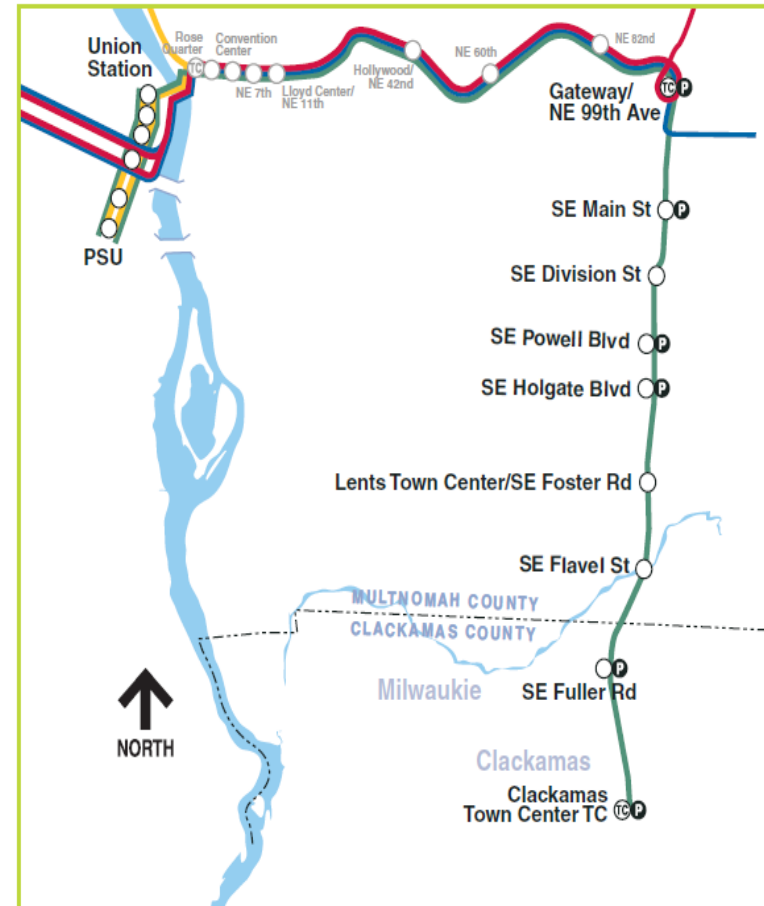 Union
Station
Rose
Quarter
TC
Convention
Center
NE 7th
Lloyd Center/
NE 11th
Hollywood/
NE 42nd
NE 60th
NE 82nd
Gateway/
NE 99th Ave
TC P
PSU
SE Main St P
SE Division St
SE Powell Blvd P
SE Holgate Blvd P
Lents Town Center/SE Foster Rd
SE Flavel St
MULTNOMAH COUNTY
CLACKAMAS COUNTY
Milwaukie
P
SE Fuller Rd
NORTH
Clackamas
Clackamas
Town Center TC TC P